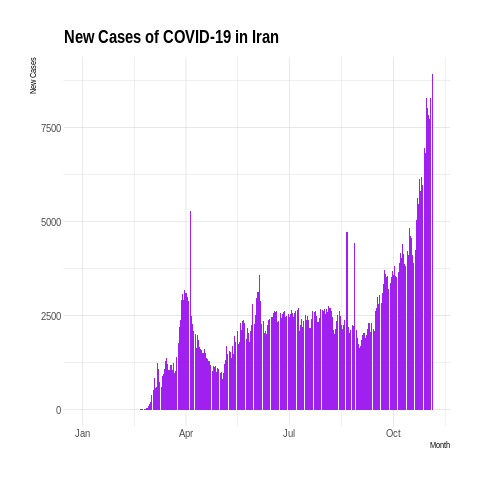 New Cases of COVID-19 in Iran
New Cases
7500
5000
2500
0
Jan Apr Jul Oct
Month